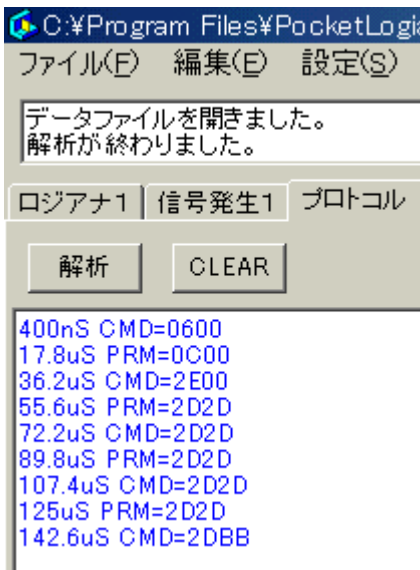 C:¥Program Files¥PocketLogi
ファイル(F) 編集(E) 設定(S)
データファイルを開きました。
解析が終わりました。
ロジアナ1 信号発生1 プロトコル
解析 CLEAR
400nS CMD=0600
17.8uS PRM=0C00
36.2uS CMD=2E00
55.6uS PRM=2D2D
72.2uS CMD=2D2D
89.8uS PRM=2D2D
107.4uS CMD=2D2D
125uS PRM=2D2D
142.6uS CMD=2DBB